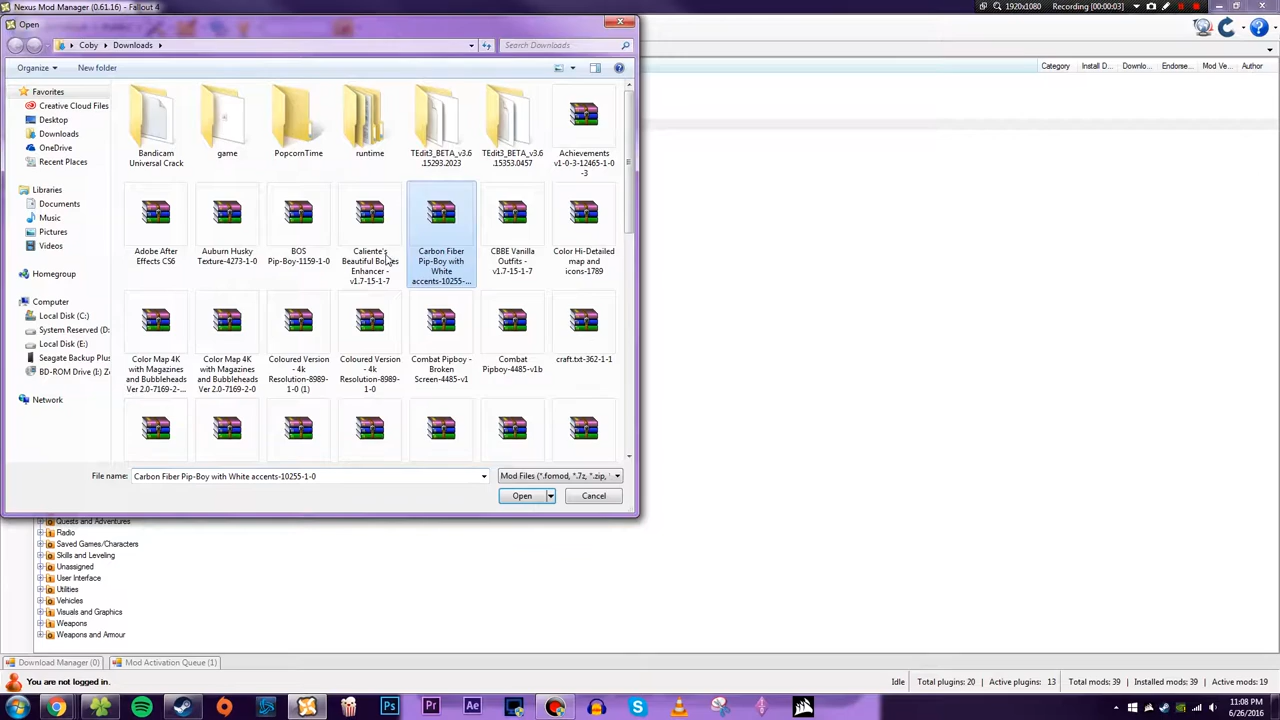 Nexus Mod Manager (0.61.16) - Fallout 4
1920x1080
Recording [00:00:03]
Open
Coby
Downloads
Search Downloads
Organize
New folder
Category
Install D...
Downlo...
Endorse...
Mod Ve...
Author
Favorites
Creative Cloud Files
Desktop
Downloads
OneDrive
Recent Places
Libraries
Documents
Music
Pictures
Videos
Homegroup
Computer
Local Disk (C:)
System Reserved (D:
Local Disk (E:)
Seagate Backup Plus
BD-ROM Drive (I:) Z
Network
Bandicam
Universal Crack
game
PopcornTime
runtime
TEdit3_BETA_v3.6
.15293.2023
TEdit3_BETA_v3.6
.15353.0457
Achievements
v1-0-3-12465-1-0
-3
Adobe After
Effects CS6
Auburn Husky
Texture-4273-1-0
BOS
Pip-Boy-1159-1-0
Caliente's
Beautiful Bodies
Enhancer -
v1.7-15-1-7
Carbon Fiber
Pip-Boy with
White
accents-10255-...
CBBE Vanilla
Outfits -
v1.7-15-1-7
Color Hi-Detailed
map and
icons-1789
Color Map 4K
with Magazines
and Bubbleheads
Ver 2.0-7169-2-...
Color Map 4K
with Magazines
and Bubbleheads
Ver 2.0-7169-2-0
Coloured Version
- 4k
Resolution-8989-
1-0 (1)
Coloured Version
- 4k
Resolution-8989-
1-0
Combat Pipboy -
Broken
Screen-4485-v1
Combat
Pipboy-4485-v1b
craft.txt-362-1-1
File name:
Carbon Fiber Pip-Boy with White accents-10255-1-0
Mod Files (*.fomod, *.7z, *.zip,
Open
Cancel
Quests and Adventures
Radio
Saved Games/Characters
Skills and Leveling
Unassigned
User Interface
Utilities
Vehicles
Visuals and Graphics
Weapons
Weapons and Armour
Download Manager (0)
Mod Activation Queue (1)
You are not logged in.
Idle
Total plugins: 20
Active plugins: 13
Total mods: 39
Installed mods: 39
Active mods: 19
Ps
Pr
Ae
11:08 PM
6/26/2016